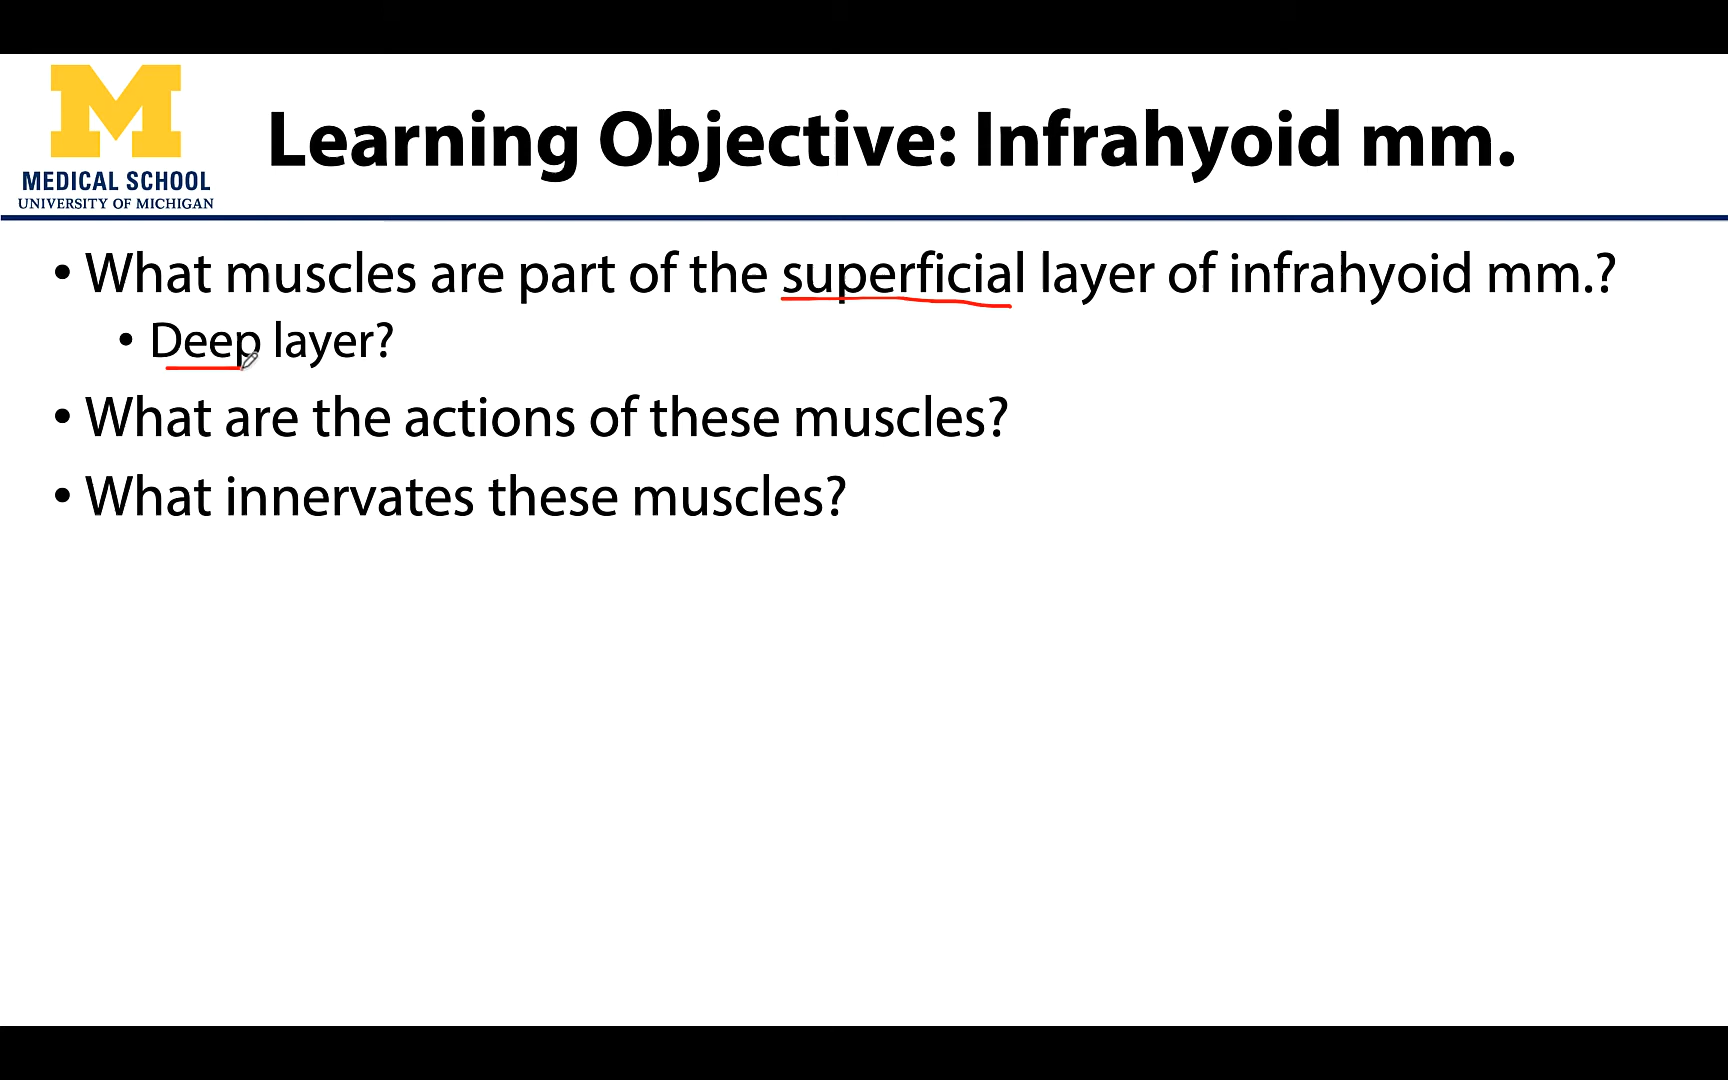 M
MEDICAL SCHOOL
UNIVERSITY OF MICHIGAN
Learning Objective: Infrahyoid mm.
• What muscles are part of the superficial layer of infrahyoid mm.?
• Deep layer?
• What are the actions of these muscles?
• What innervates these muscles?